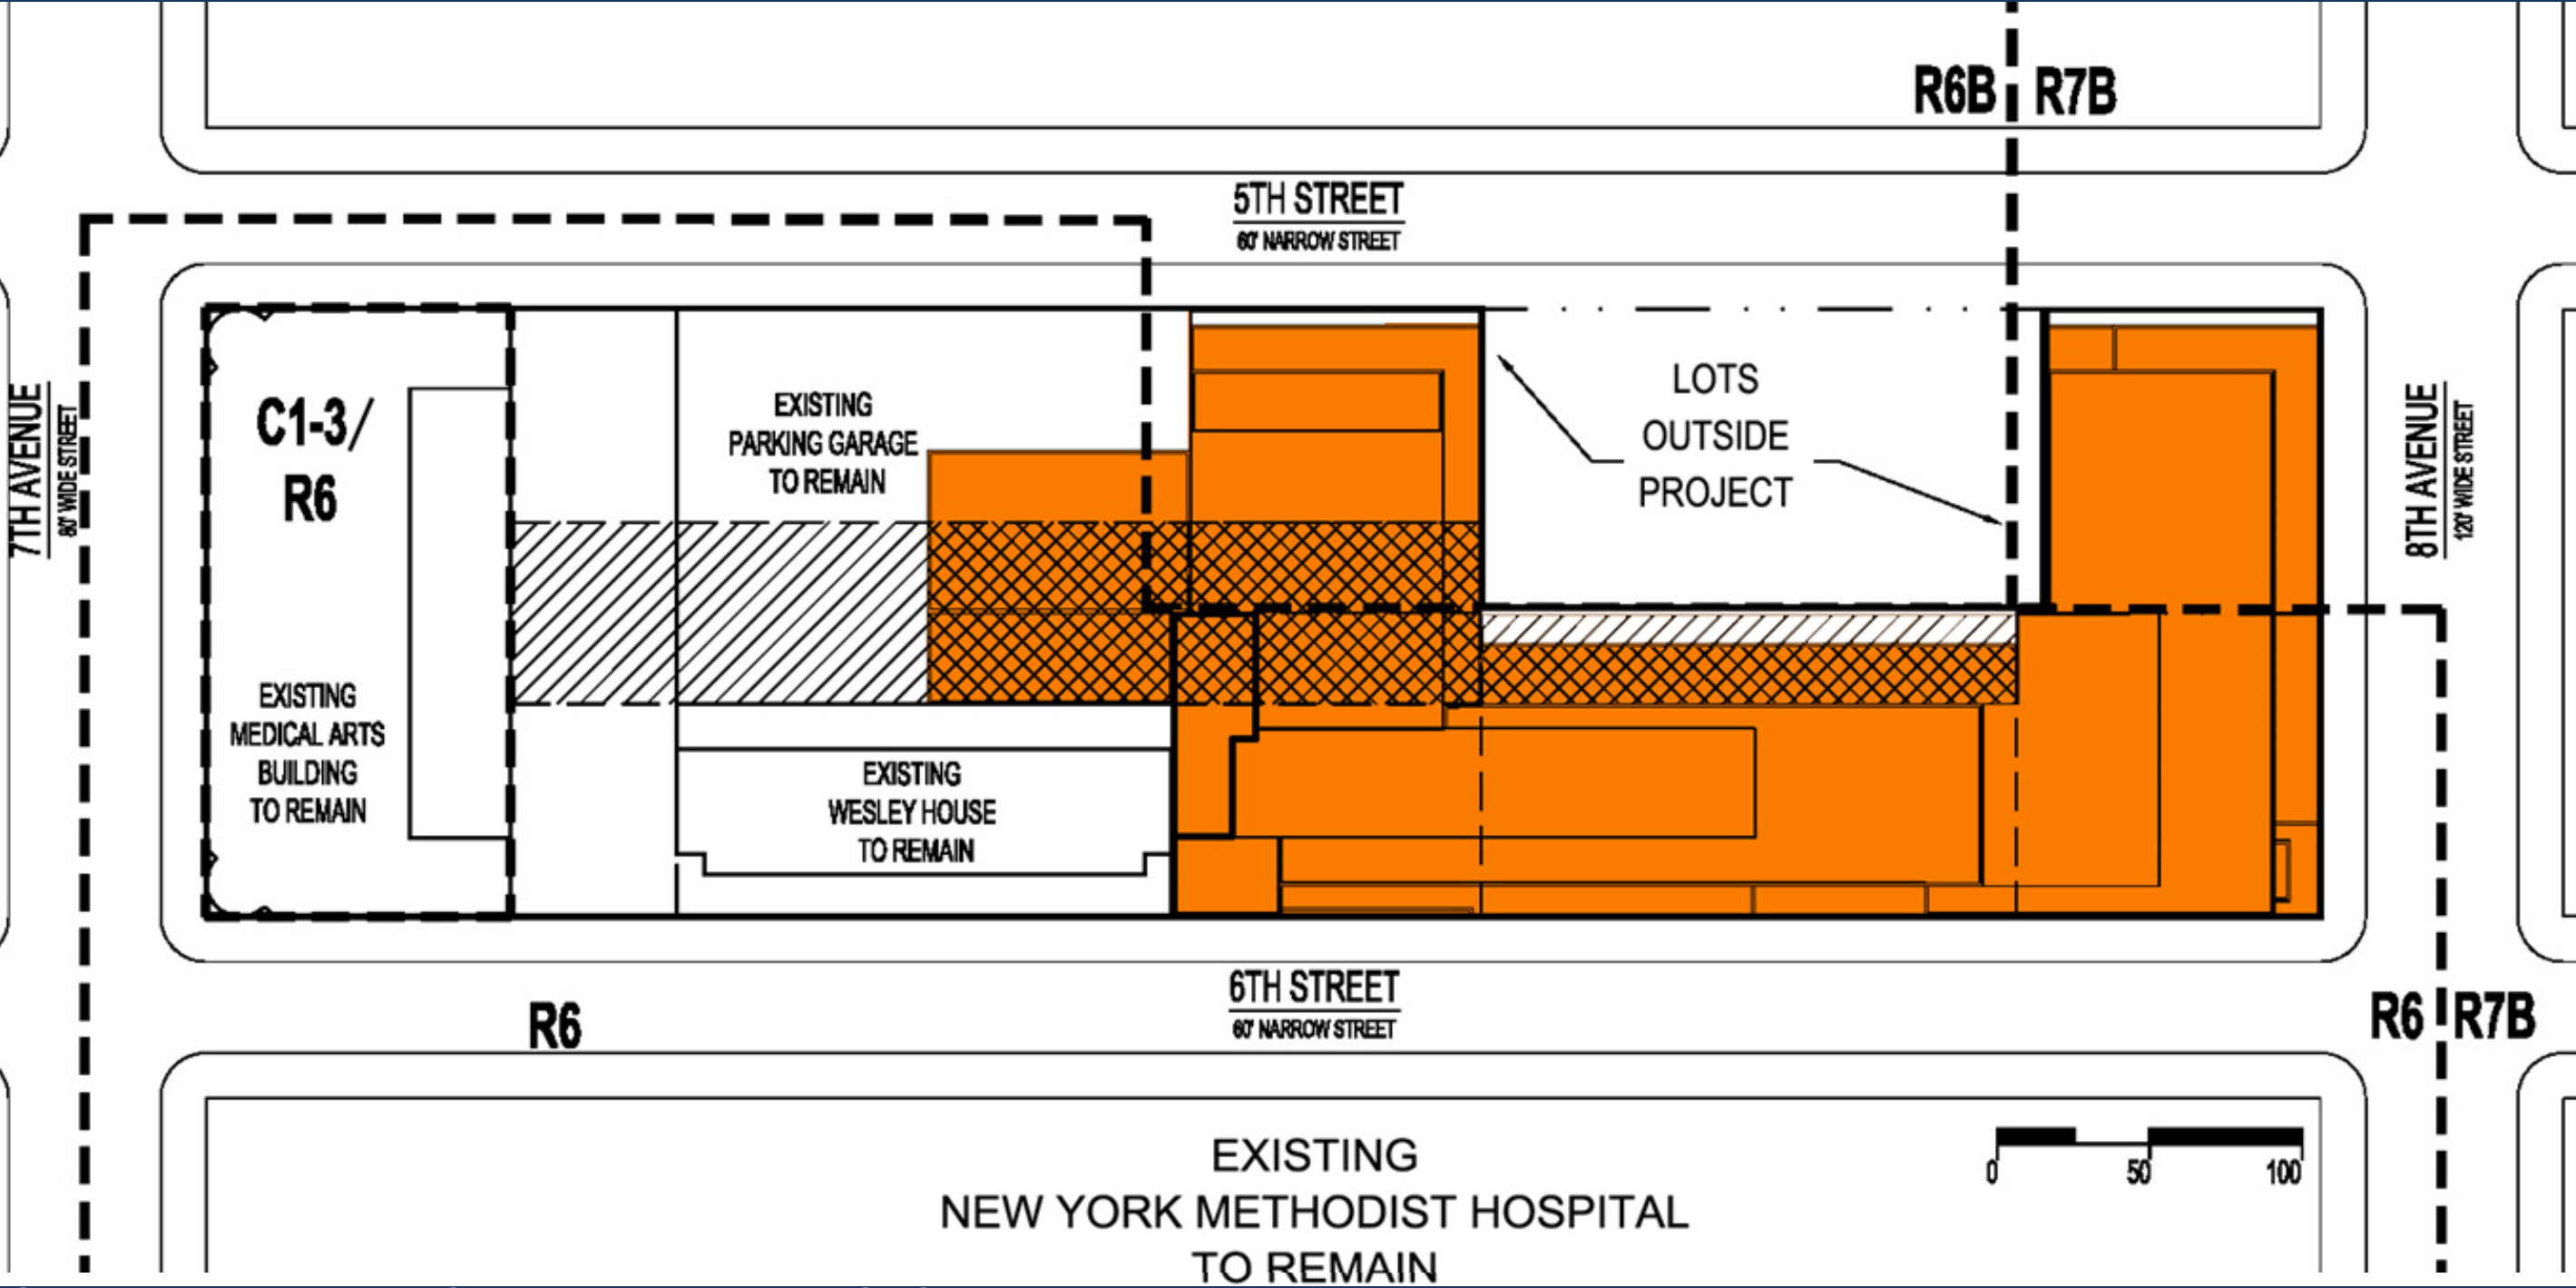 R6B
R7B
5TH STREET
60' NARROW STREET
7TH AVENUE
80' WIDE STREET
C1-3/
R6
EXISTING
PARKING GARAGE
TO REMAIN
LOTS
OUTSIDE
PROJECT
8TH AVENUE
120' WIDE STREET
EXISTING
MEDICAL ARTS
BUILDING
TO REMAIN
EXISTING
WESLEY HOUSE
TO REMAIN
6TH STREET
60' NARROW STREET
R6
R6
R7B
EXISTING
NEW YORK METHODIST HOSPITAL
TO REMAIN
0
50
100